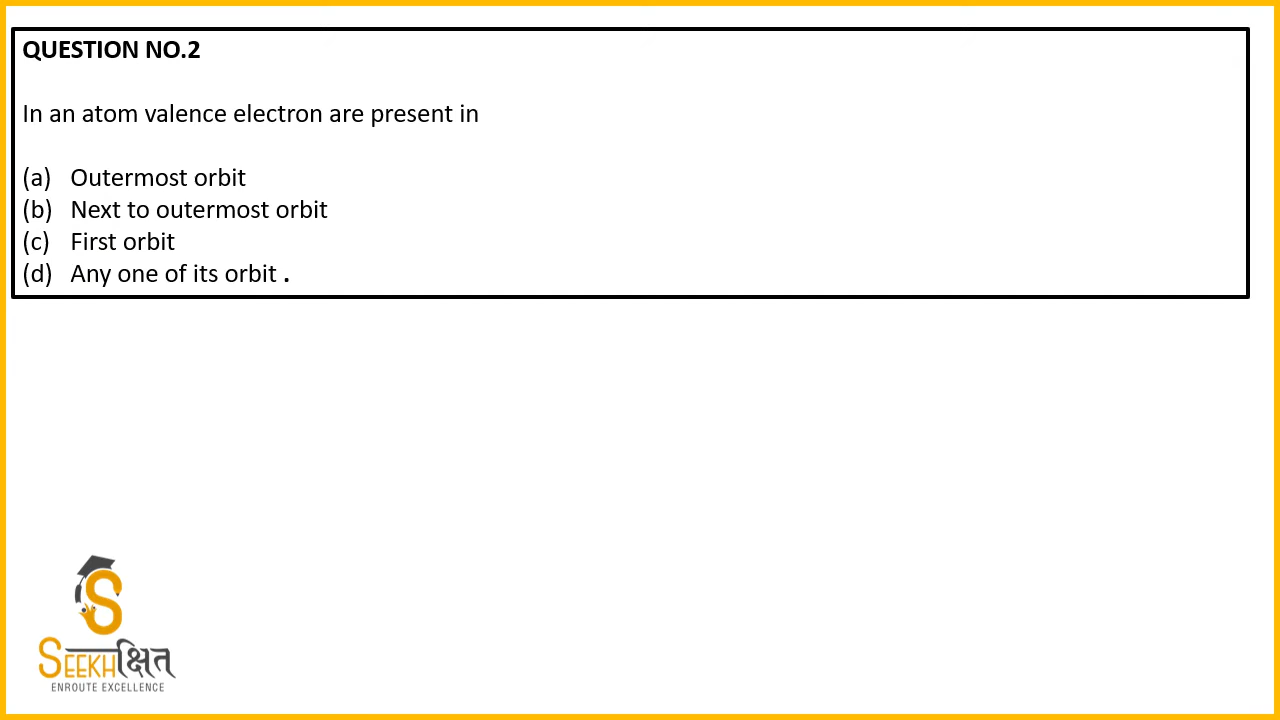 QUESTION NO.2
In an atom valence electron are present in
(a) Outermost orbit
(b) Next to outermost orbit
(c) First orbit
(d) Any one of its orbit .
S
SEEKHक्षित
ENROUTE EXCELLENCE